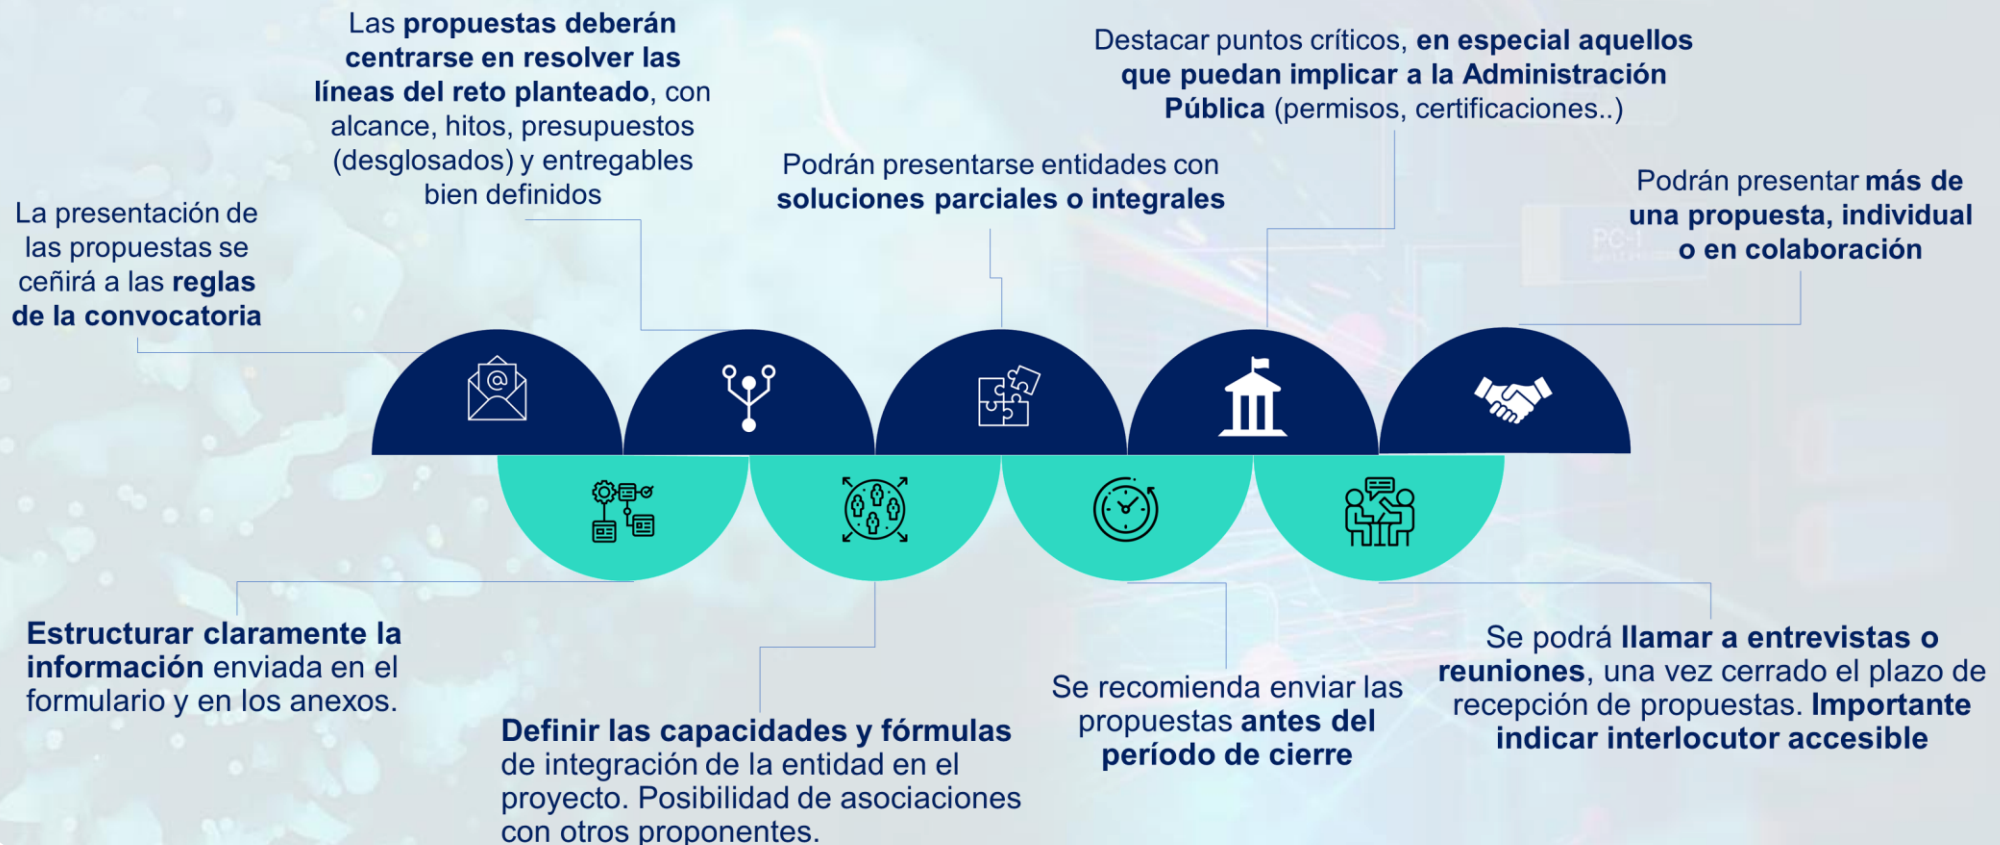 La presentación de
las propuestas se
ceñirá a las reglas
de la convocatoria
Las propuestas deberán
centrarse en resolver las
líneas del reto planteado, con
alcance, hitos, presupuestos
(desglosados) y entregables
bien definidos
Podrán presentarse entidades con
soluciones parciales o integrales
Destacar puntos críticos, en especial aquellos
que puedan implicar a la Administración
Pública (permisos, certificaciones..)
Podrán presentar más de
una propuesta, individual
o en colaboración
PC-1
@
Estructurar claramente la
información enviada en el
formulario y en los anexos.
Definir las capacidades y fórmulas
de integración de la entidad en el
proyecto. Posibilidad de asociaciones
con otros proponentes.
Se recomienda enviar las
propuestas antes del
período de cierre
Se podrá llamar a entrevistas o
reuniones, una vez cerrado el plazo de
recepción de propuestas. Importante
indicar interlocutor accesible